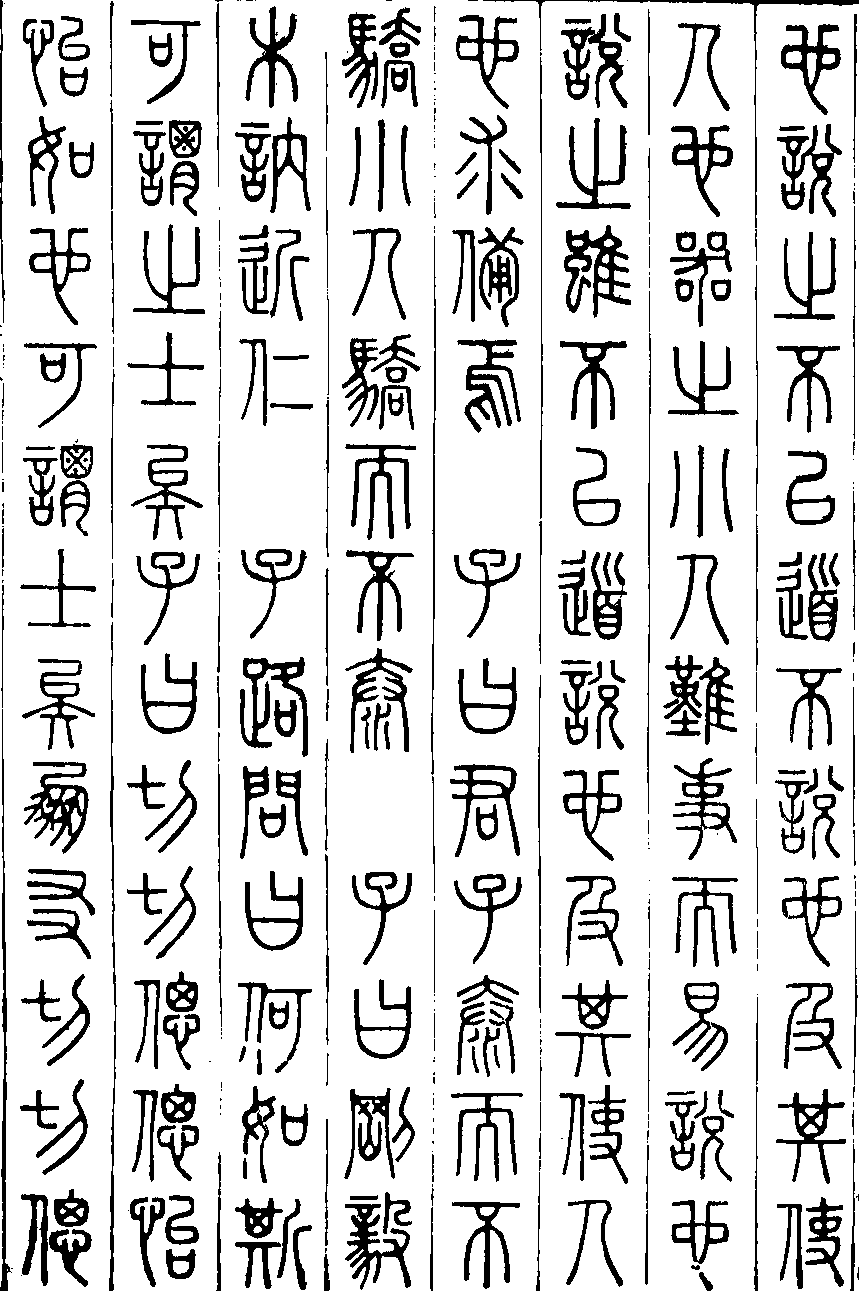 也說之不以道不說也及其使
人也器之小人難事而易說也
說之雖不以道說也及其使人
也求備焉　子曰君子泰而不
驕小人驕而不泰　子曰剛毅
木訥近仁　子路問曰何如斯
可謂之士矣子曰切切偲偲怡
怡如也可謂士矣朋友切切偲